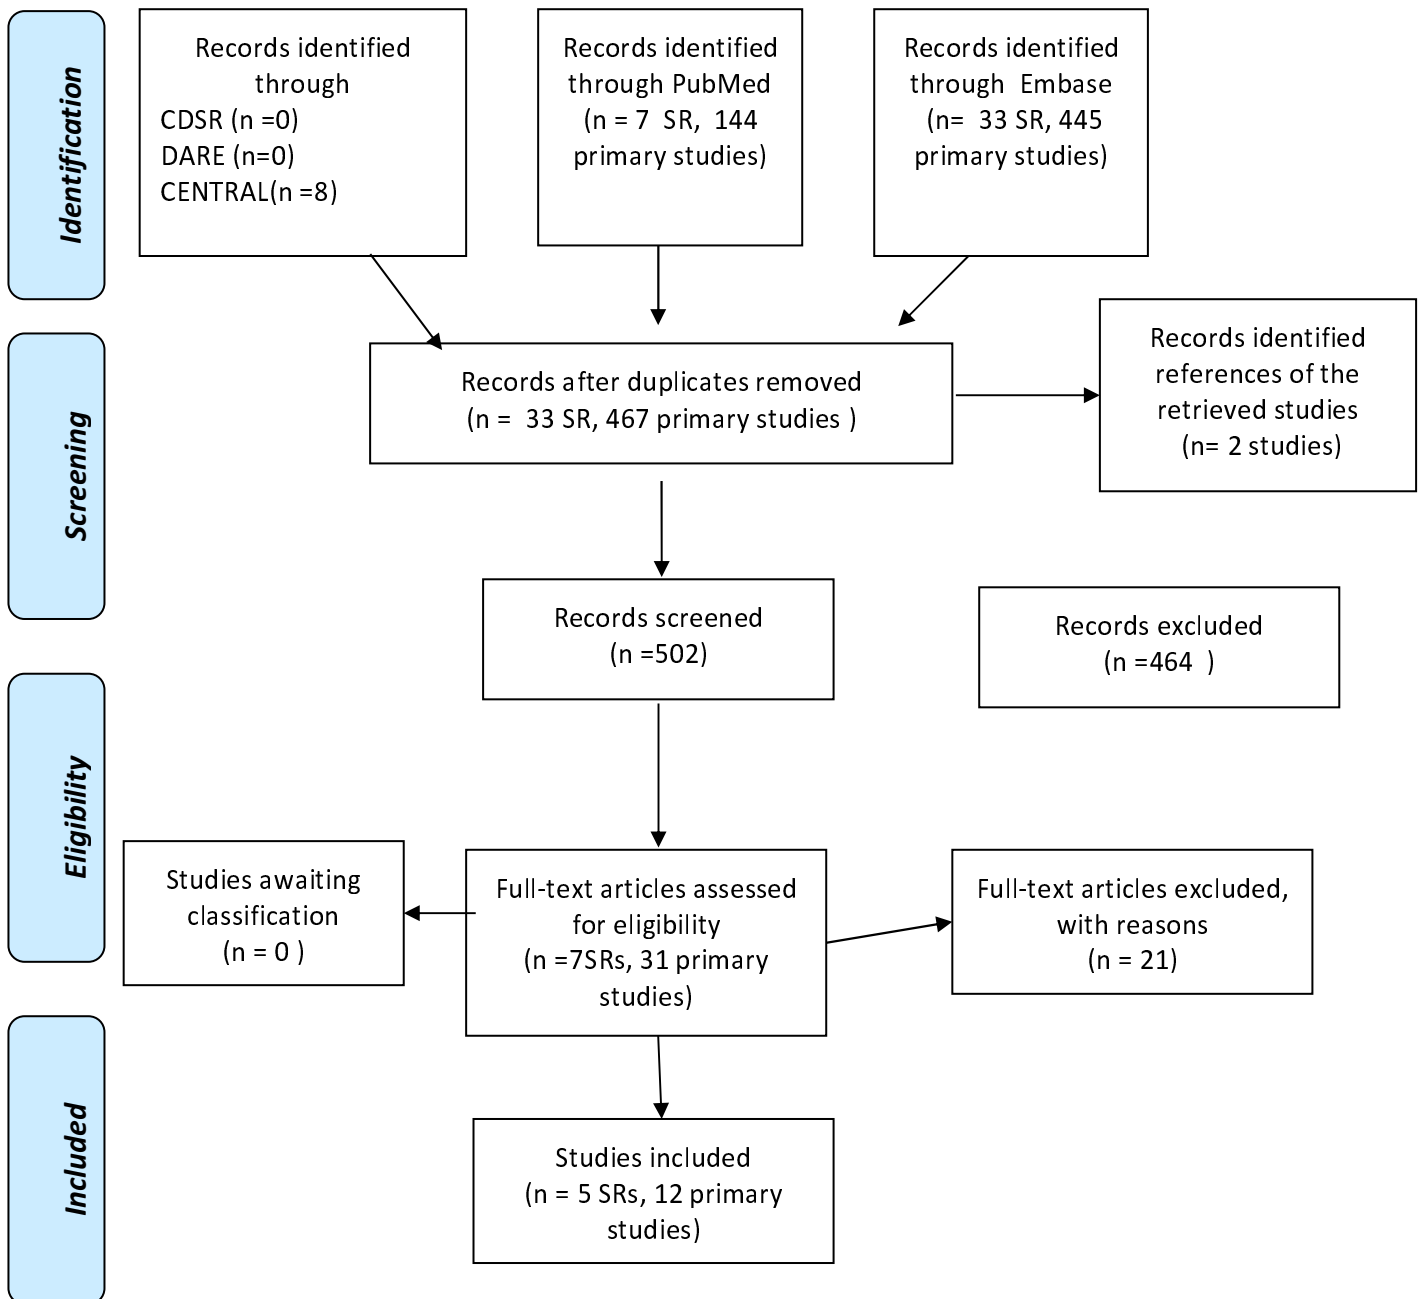 Identification
Records identified
through
CDSR (n =0)
DARE (n=0)
CENTRAL(n =8)
Records identified
through PubMed
(n = 7 SR, 144
primary studies)
Records identified
through Embase
(n= 33 SR, 445
primary studies)
Screening
Records after duplicates removed
(n = 33 SR, 467 primary studies )
Records identified
references of the
retrieved studies
(n= 2 studies)
Records screened
(n =502)
Records excluded
(n =464 )
Eligibility
Studies awaiting
classification
(n = 0 )
Full-text articles assessed
for eligibility
(n =7SRs, 31 primary
studies)
Full-text articles excluded,
with reasons
(n = 21)
Included
Studies included
(n = 5 SRs, 12 primary
studies)